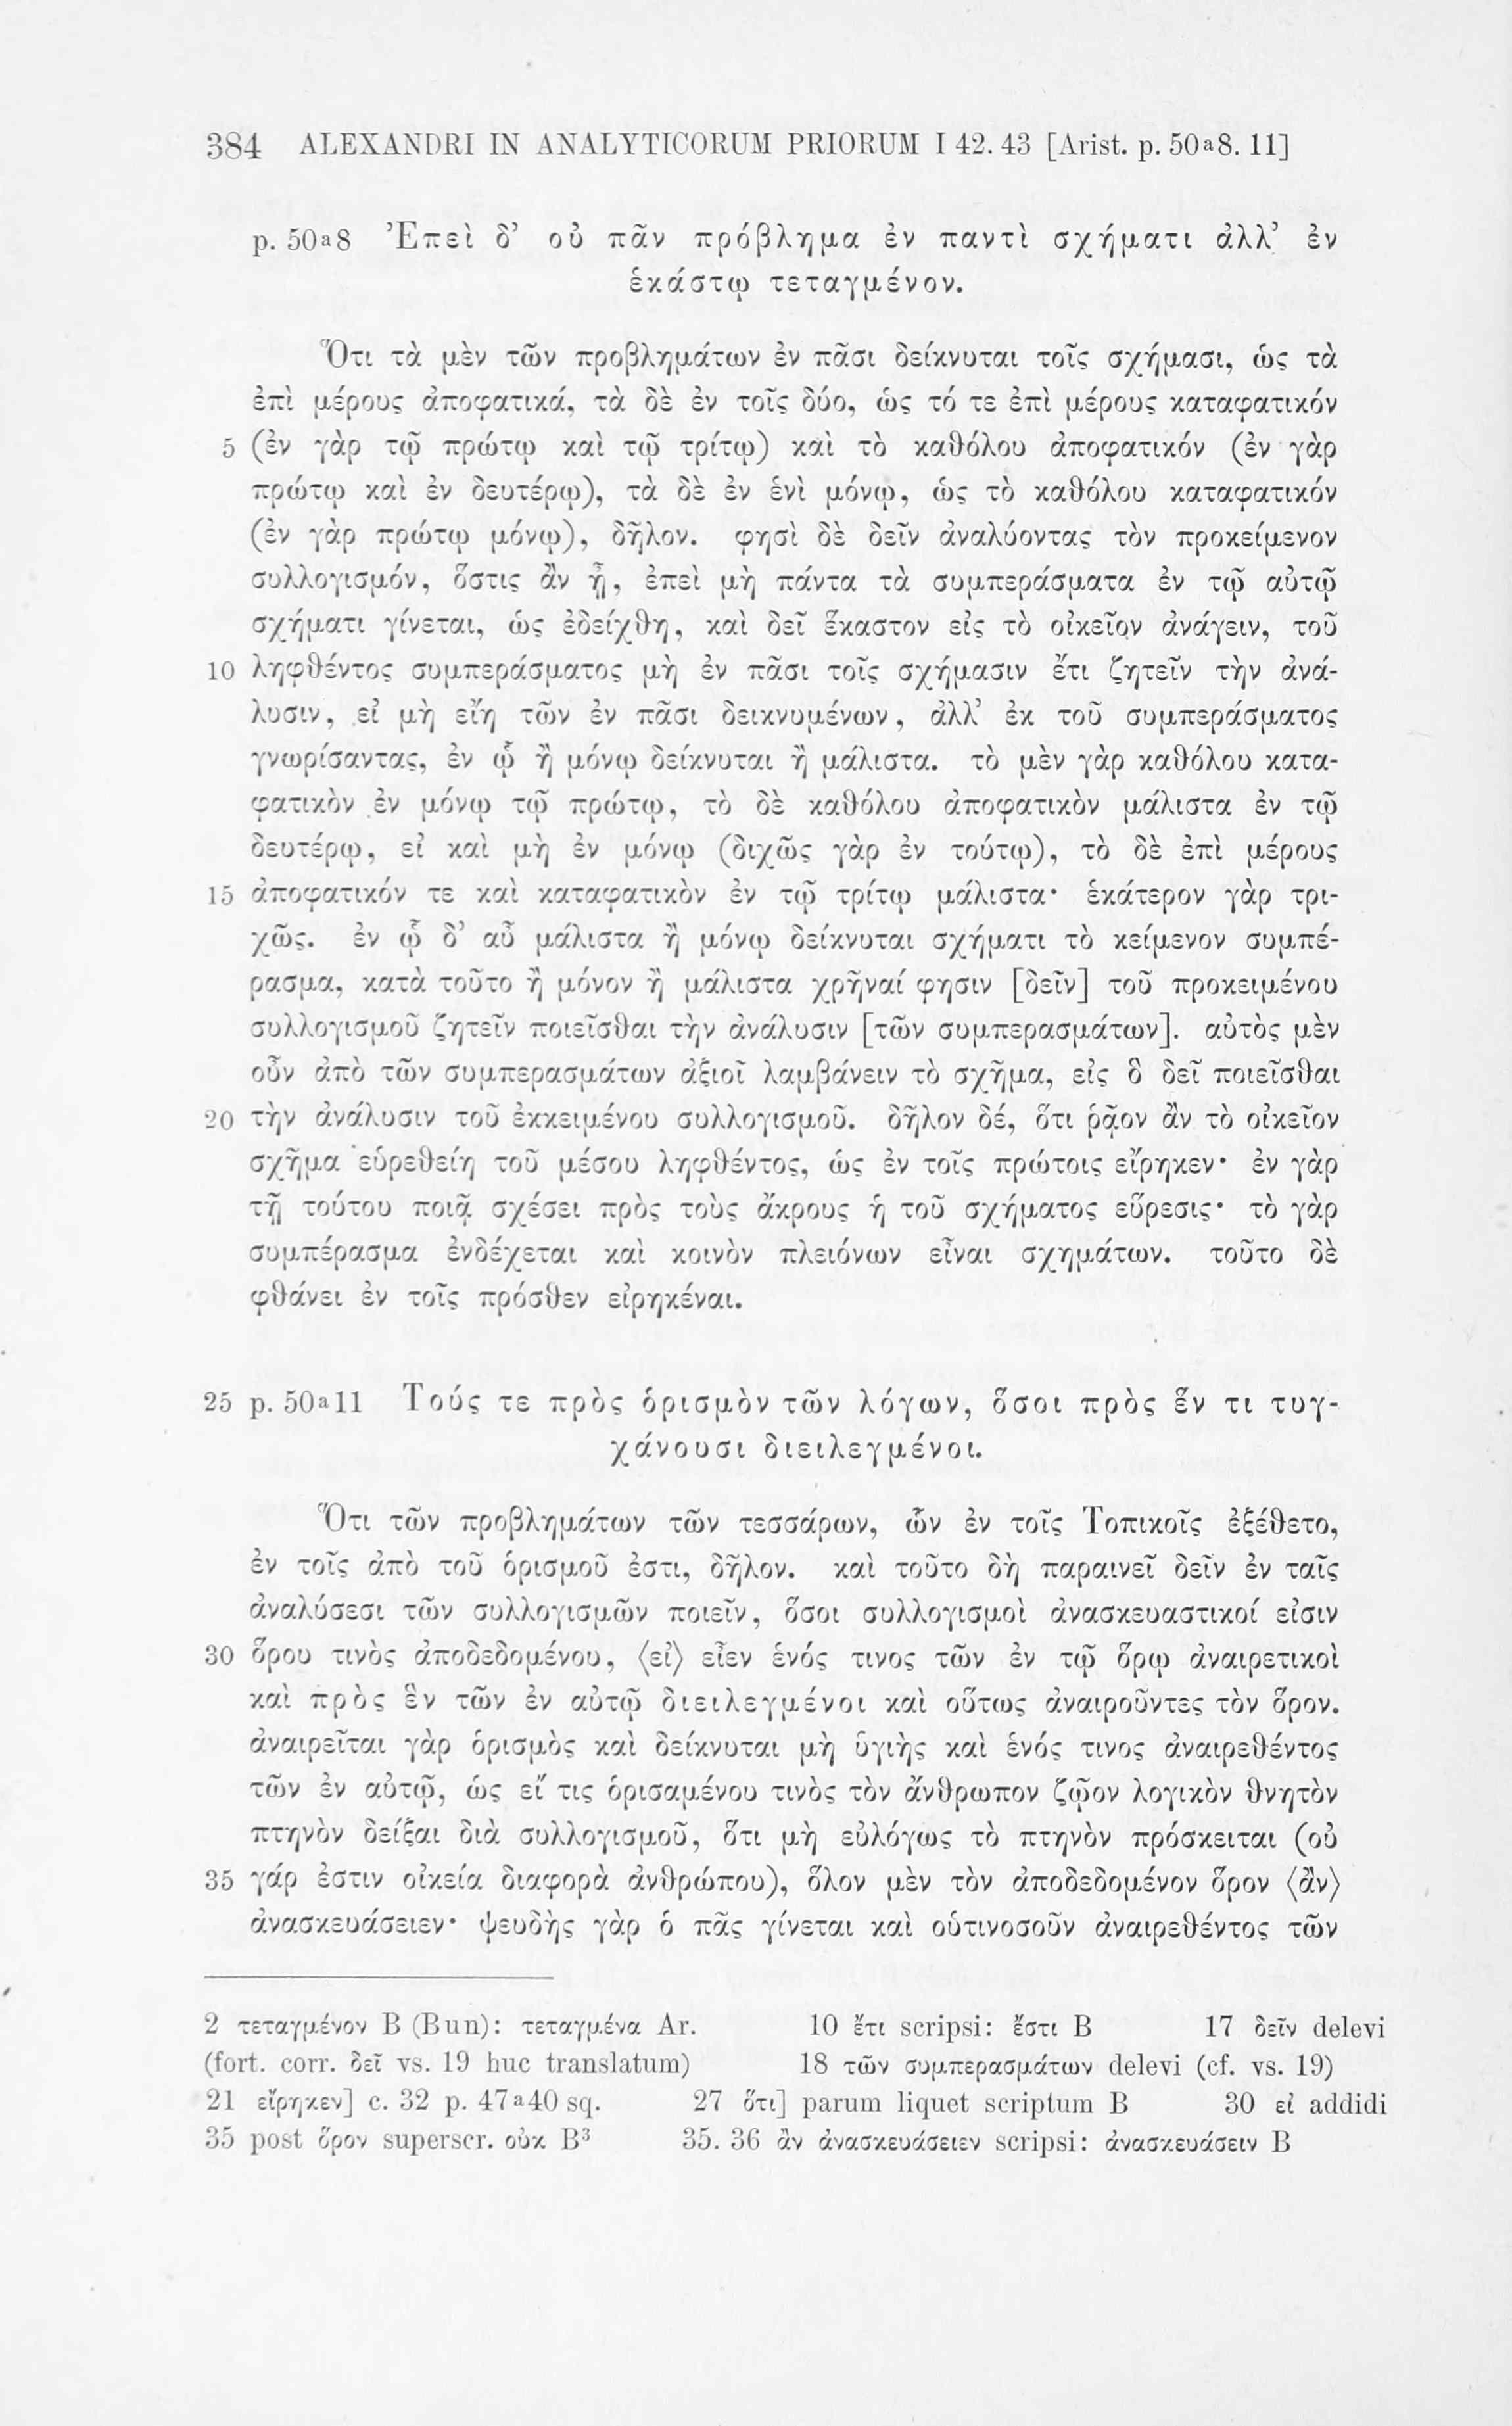 384 ALEXANDRI IN ANALYTICORUM PRIORUM I 42. 43 [Arist. p. 50a8. 11]
p. 50a8 Ἐπεὶ δ’ οὐ πᾶν πρόβλημα ἐν παντὶ σχήματι ἀλλ’ ἐν
ἑκάστῳ τεταγμένον.
Ὅτι τὰ μὲν τῶν προβλημάτων ἐν πᾶσι δείκνυται τοῖς σχήμασι, ὡς τὰ
ἐπὶ μέρους ἀποφατικά, τὰ δὲ ἐν τοῖς δύο, ὡς τό τε ἐπὶ μέρους καταφατικόν
5 (ἐν γὰρ τῷ πρώτῳ καὶ τῷ τρίτῳ) καὶ τὸ καθόλου ἀποφατικόν (ἐν γὰρ
πρώτῳ καὶ ἐν δευτέρῳ), τὰ δὲ ἐν ἑνὶ μόνῳ, ὡς τὸ καθόλου καταφατικόν
(ἐν γὰρ πρώτῳ μόνῳ), δῆλον. φησὶ δὲ δεῖν ἀναλύοντας τὸν προκείμενον
συλλογισμόν, ὅστις ἂν ᾖ, ἐπεὶ μὴ πάντα τὰ συμπεράσματα ἐν τῷ αὐτῷ
σχήματι γίνεται, ὡς ἐδείχθη, καὶ δεῖ ἕκαστον εἰς τὸ οἰκεῖον ἀνάγειν, τοῦ
10 ληφθέντος συμπεράσματος μὴ ἐν πᾶσι τοῖς σχήμασιν ἔτι ζητεῖν τὴν ἀνά-
λυσιν, εἰ μὴ εἴη τῶν ἐν πᾶσι δεικνυμένων, ἀλλ’ ἐκ τοῦ συμπεράσματος
γνωρίσαντας, ἐν ᾧ ἢ μόνῳ δείκνυται ἢ μάλιστα. τὸ μὲν γὰρ καθόλου κατα-
φατικὸν ἐν μόνῳ τῷ πρώτῳ, τὸ δὲ καθόλου ἀποφατικὸν μάλιστα ἐν τῷ
δευτέρῳ, εἰ καὶ μὴ ἐν μόνῳ (διχῶς γὰρ ἐν τούτῳ), τὸ δὲ ἐπὶ μέρους
15 ἀποφατικόν τε καὶ καταφατικὸν ἐν τῷ τρίτῳ μάλιστα· ἑκάτερον γὰρ τρι-
χῶς. ἐν ᾧ δ’ αὖ μάλιστα ἢ μόνῳ δείκνυται σχήματι τὸ κείμενον συμπέ-
ρασμα, κατὰ τοῦτο ἢ μόνον ἢ μάλιστα χρῆναί φησιν [δεῖν] τοῦ προκειμένου
συλλογισμοῦ ζητεῖν ποιεῖσθαι τὴν ἀνάλυσιν [τῶν συμπερασμάτων]. αὐτὸς μὲν
οὖν ἀπὸ τῶν συμπερασμάτων ἀξιοῖ λαμβάνειν τὸ σχῆμα, εἰς ὃ δεῖ ποιεῖσθαι
20 τὴν ἀνάλυσιν τοῦ ἐκκειμένου συλλογισμοῦ. δῆλον δέ, ὅτι ῥᾷον ἂν τὸ οἰκεῖον
σχῆμα εὑρεθείη τοῦ μέσου ληφθέντος, ὡς ἐν τοῖς πρώτοις εἴρηκεν· ἐν γὰρ
τῇ τούτου ποιᾷ σχέσει πρὸς τοὺς ἄκρους ἡ τοῦ σχήματος εὕρεσις· τὸ γὰρ
συμπέρασμα ἐνδέχεται καὶ κοινὸν πλειόνων εἶναι σχημάτων. τοῦτο δὲ
φθάνει ἐν τοῖς πρόσθεν εἰρηκέναι.
25 p. 50a11 Τούς τε πρὸς ὁρισμὸν τῶν λόγων, ὅσοι πρὸς ἕν τι τυγ-
χάνουσι διειλεγμένοι.
Ὅτι τῶν προβλημάτων τῶν τεσσάρων, ὧν ἐν τοῖς Τοπικοῖς ἐξέθετο,
ἐν τοῖς ἀπὸ τοῦ ὁρισμοῦ ἐστι, δῆλον. καὶ τοῦτο δὴ παραινεῖ δεῖν ἐν ταῖς
ἀναλύσεσι τῶν συλλογισμῶν ποιεῖν, ὅσοι συλλογισμοὶ ἀνασκευαστικοί εἰσιν
30 ὅρου τινὸς ἀποδεδομένου, ⟨εἰ⟩ εἶεν ἑνός τινος τῶν ἐν τῷ ὅρῳ ἀναιρετικοὶ
καὶ πρὸς ἓν τῶν ἐν αὐτῷ διειλεγμένοι καὶ οὕτως ἀναιροῦντες τὸν ὅρον.
ἀναιρεῖται γὰρ ὁρισμὸς καὶ δείκνυται μὴ ὑγιὴς καὶ ἑνός τινος ἀναιρεθέντος
τῶν ἐν αὐτῷ, ὡς εἴ τις ὁρισαμένου τινὸς τὸν ἄνθρωπον ζῷον λογικὸν θνητὸν
πτηνὸν δείξαι διὰ συλλογισμοῦ, ὅτι μὴ εὐλόγως τὸ πτηνὸν πρόσκειται (οὐ
35 γάρ ἐστιν οἰκεία διαφορὰ ἀνθρώπου), ὅλον μὲν τὸν ἀποδεδομένον ὅρον ⟨ἂν⟩
ἀνασκευάσειεν· ψευδὴς γὰρ ὁ πᾶς γίνεται καὶ οὑτινοσοῦν ἀναιρεθέντος τῶν
2 τεταγμένον B (Bun): τεταγμένα Ar. 10 ἔτι scripsi: ἔστι B 17 δεῖν delevi
(fort. corr. δεῖ vs. 19 huc translatum) 18 τῶν συμπερασμάτων delevi (cf. vs. 19)
21 εἴρηκεν] c. 32 p. 47a40 sq. 27 ὅτι] parum liquet scriptum B 30 εἰ addidi
35 post ὅρον superscr. οὐκ B3 35. 36 ἂν ἀνασκευάσειεν scripsi: ἀνασκευάσειν B